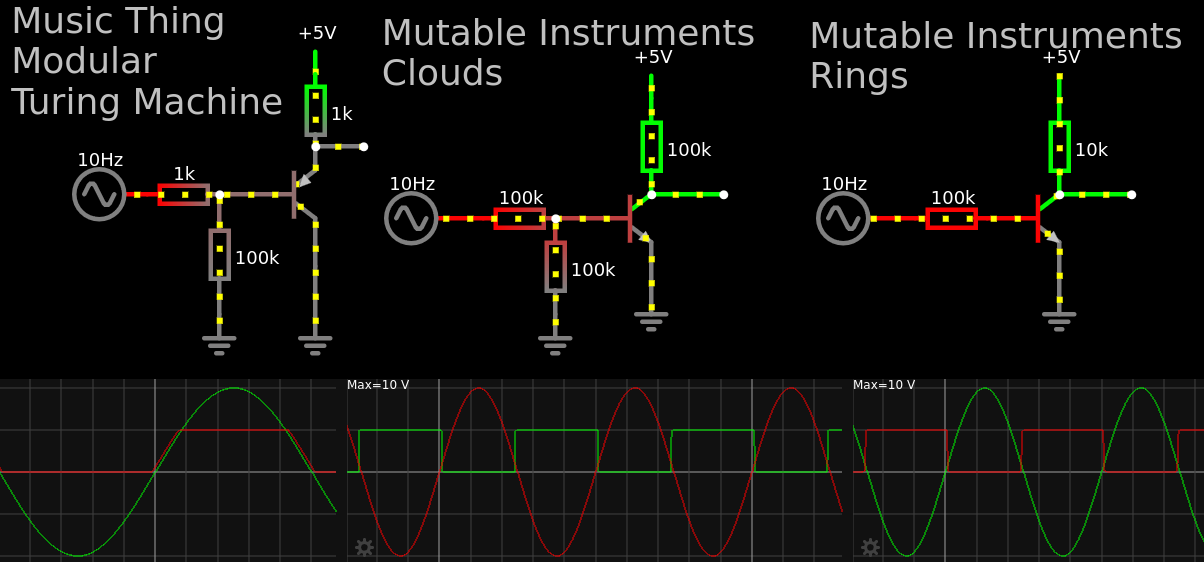 Music Thing
Modular
Turing Machine
+5V
1k
10Hz
1k
100k
Mutable Instruments
Clouds
+5V
100k
10Hz
100k
100k
Mutable Instruments
Rings
+5V
10k
10Hz
100k
Max=10 V
Max=10 V